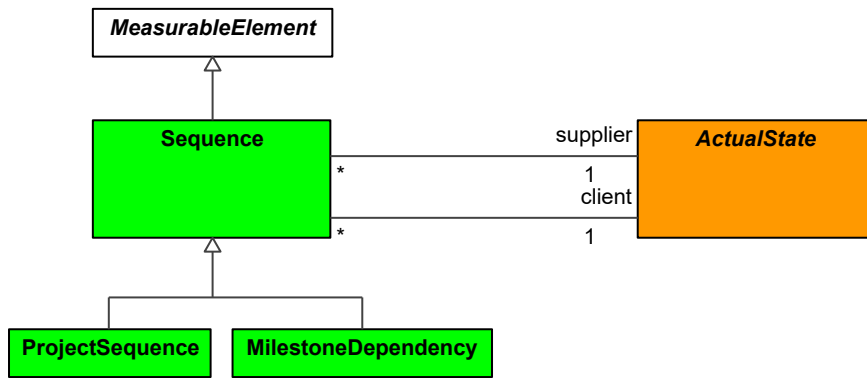 MeasurableElement
Sequence
supplier
ActualState
*
1
client
*
1
ProjectSequence
MilestoneDependency